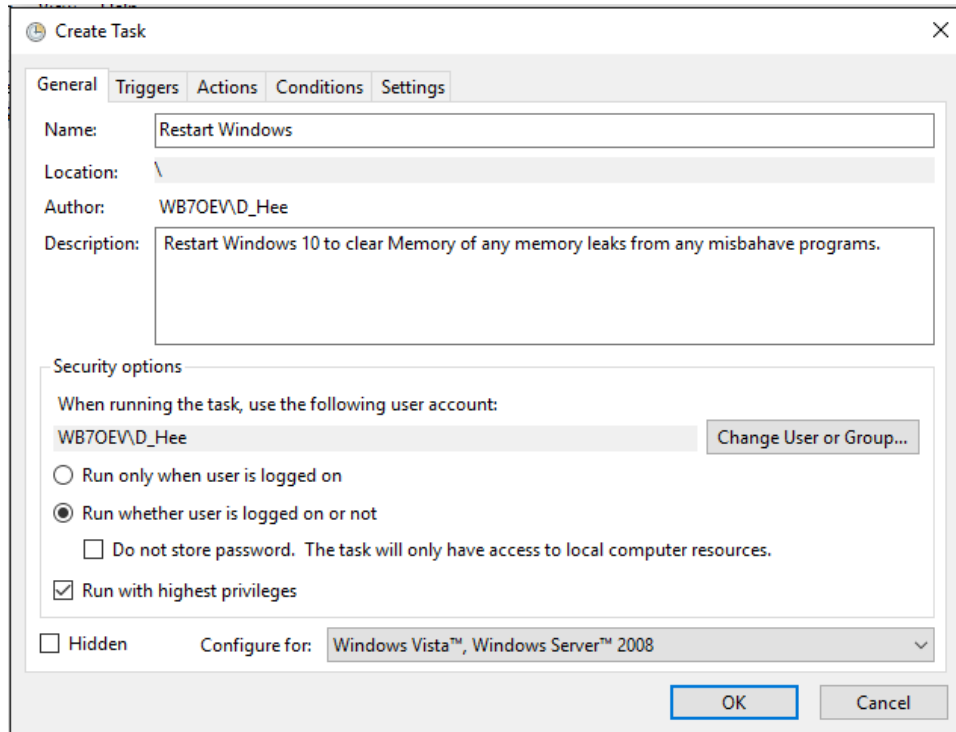 View Help
Create Task
General Triggers Actions Conditions Settings
Name: Restart Windows
Location: \
Author: WB7OEV\D_Hee
Description: Restart Windows 10 to clear Memory of any memory leaks from any misbahave programs.
Security options
When running the task, use the following user account:
WB7OEV\D_Hee Change User or Group...
Run only when user is logged on
Run whether user is logged on or not
Do not store password. The task will only have access to local computer resources.
Run with highest privileges
Hidden Configure for: Windows Vista™, Windows Server™ 2008
OK Cancel